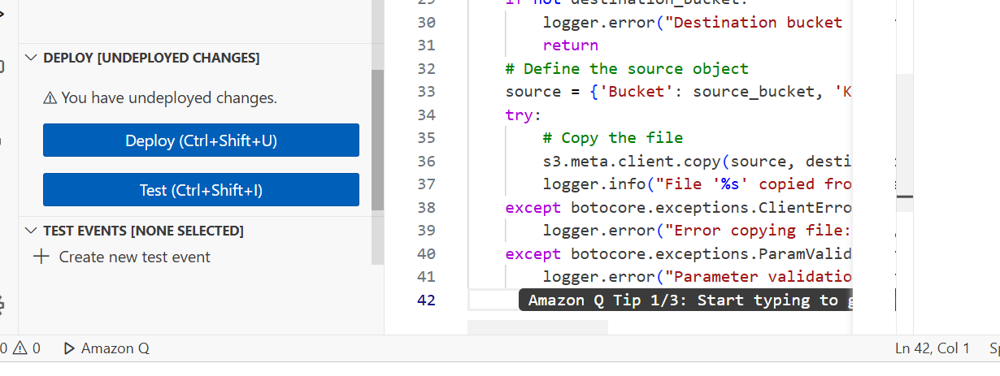 DEPLOY [UNDEPLOYED CHANGES]
You have undeployed changes.
Deploy (Ctrl+Shift+U)
Test (Ctrl+Shift+I)
TEST EVENTS [NONE SELECTED]
Create new test event
29 if not destination_bucket:
30 logger.error("Destination bucket
31 return
32 # Define the source object
33 source = {'Bucket': source_bucket, 'K
34 try:
35 # Copy the file
36 s3.meta.client.copy(source, desti
37 logger.info("File '%s' copied fro
38 except botocore.exceptions.ClientErro
39 logger.error("Error copying file:
40 except botocore.exceptions.ParamValid
41 logger.error("Parameter validatio
42 Amazon Q Tip 1/3: Start typing to g
0 0 Amazon Q Ln 42, Col 1 Sp